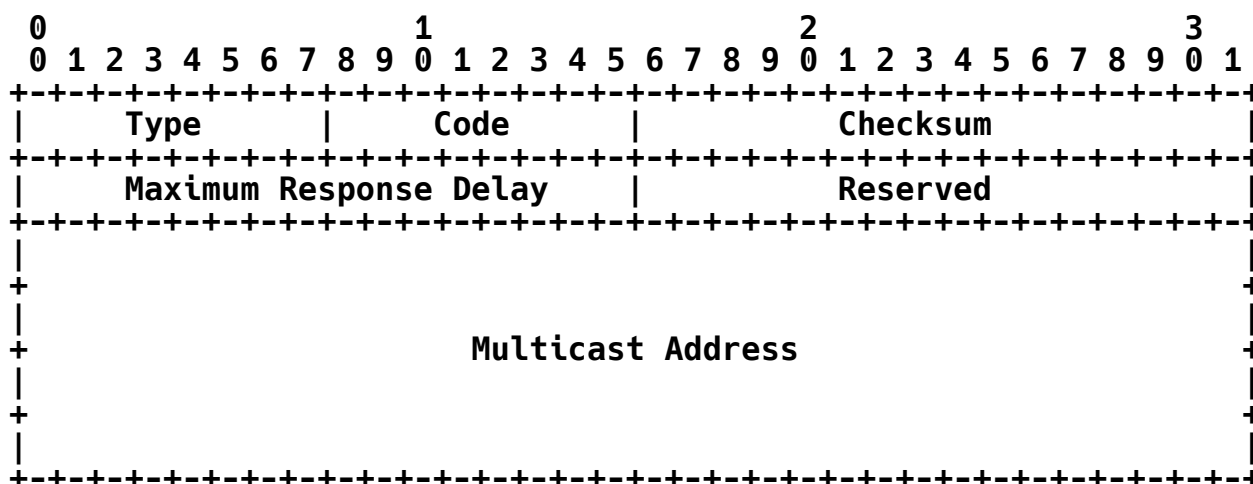 0                   1                   2                   3
 0 1 2 3 4 5 6 7 8 9 0 1 2 3 4 5 6 7 8 9 0 1 2 3 4 5 6 7 8 9 0 1
+-+-+-+-+-+-+-+-+-+-+-+-+-+-+-+-+-+-+-+-+-+-+-+-+-+-+-+-+-+-+-+-+
|     Type      |     Code      |          Checksum             |
+-+-+-+-+-+-+-+-+-+-+-+-+-+-+-+-+-+-+-+-+-+-+-+-+-+-+-+-+-+-+-+-+
|     Maximum Response Delay    |          Reserved             |
+-+-+-+-+-+-+-+-+-+-+-+-+-+-+-+-+-+-+-+-+-+-+-+-+-+-+-+-+-+-+-+-+
|                                                               |
+                                                               +
|                                                               |
+                       Multicast Address                       +
|                                                               |
+                                                               +
|                                                               |
+-+-+-+-+-+-+-+-+-+-+-+-+-+-+-+-+-+-+-+-+-+-+-+-+-+-+-+-+-+-+-+-+